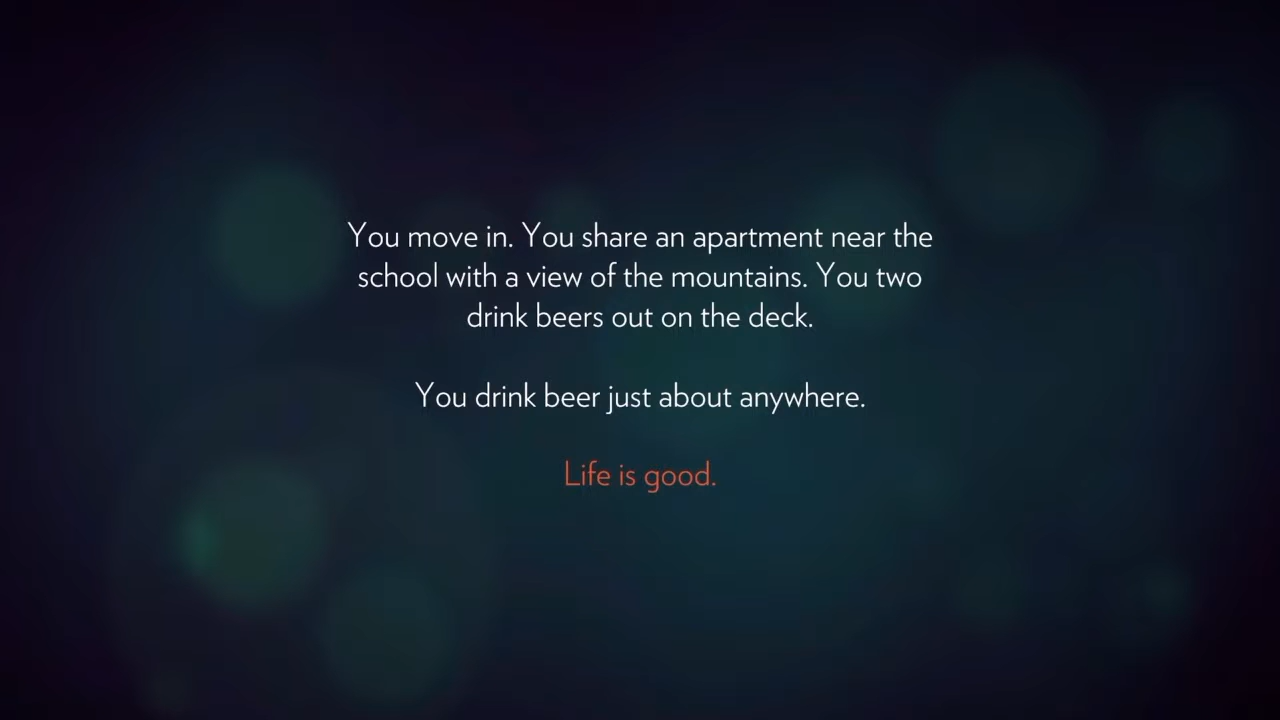 You move in. You share an apartment near the
school with a view of the mountains. You two
drink beers out on the deck.
You drink beer just about anywhere.
Life is good.